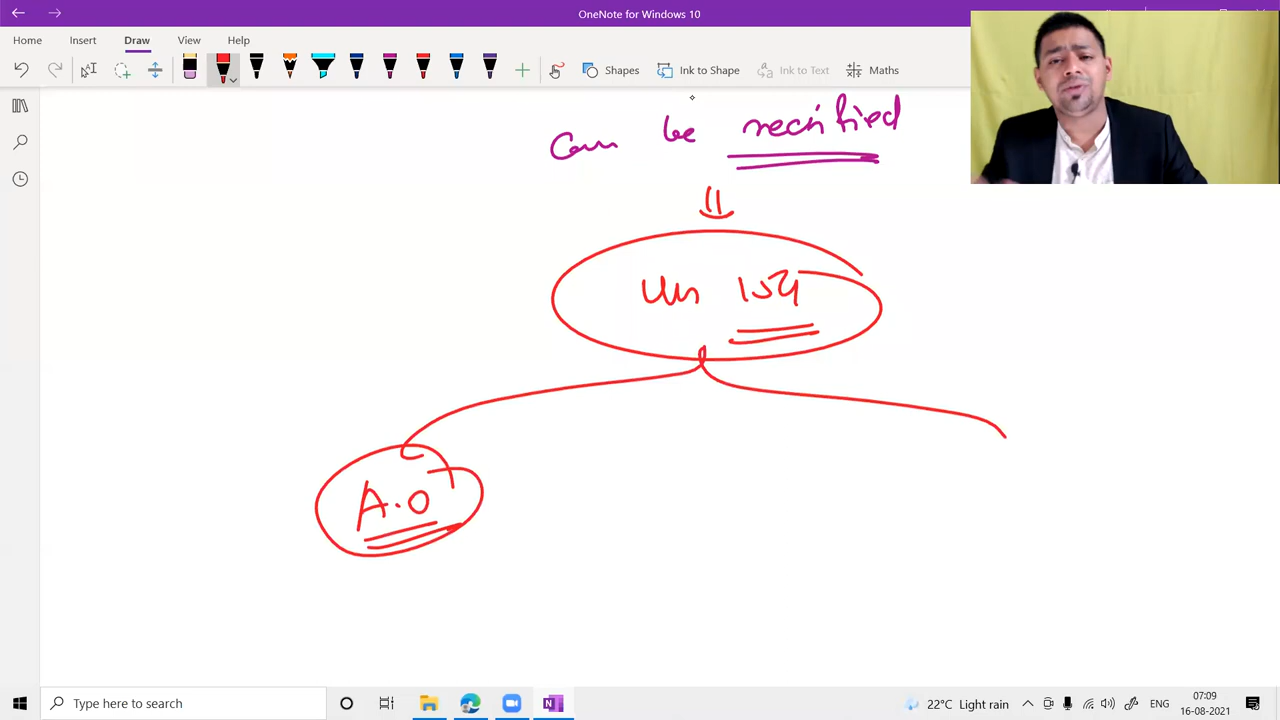 OneNote for Windows 10
Home Insert Draw View Help
Shapes Ink to Shape Ink to Text Maths
can be rectified
u/s 154
A.O
Type here to search
22°C Light rain
ENG
07:09
16-08-2021